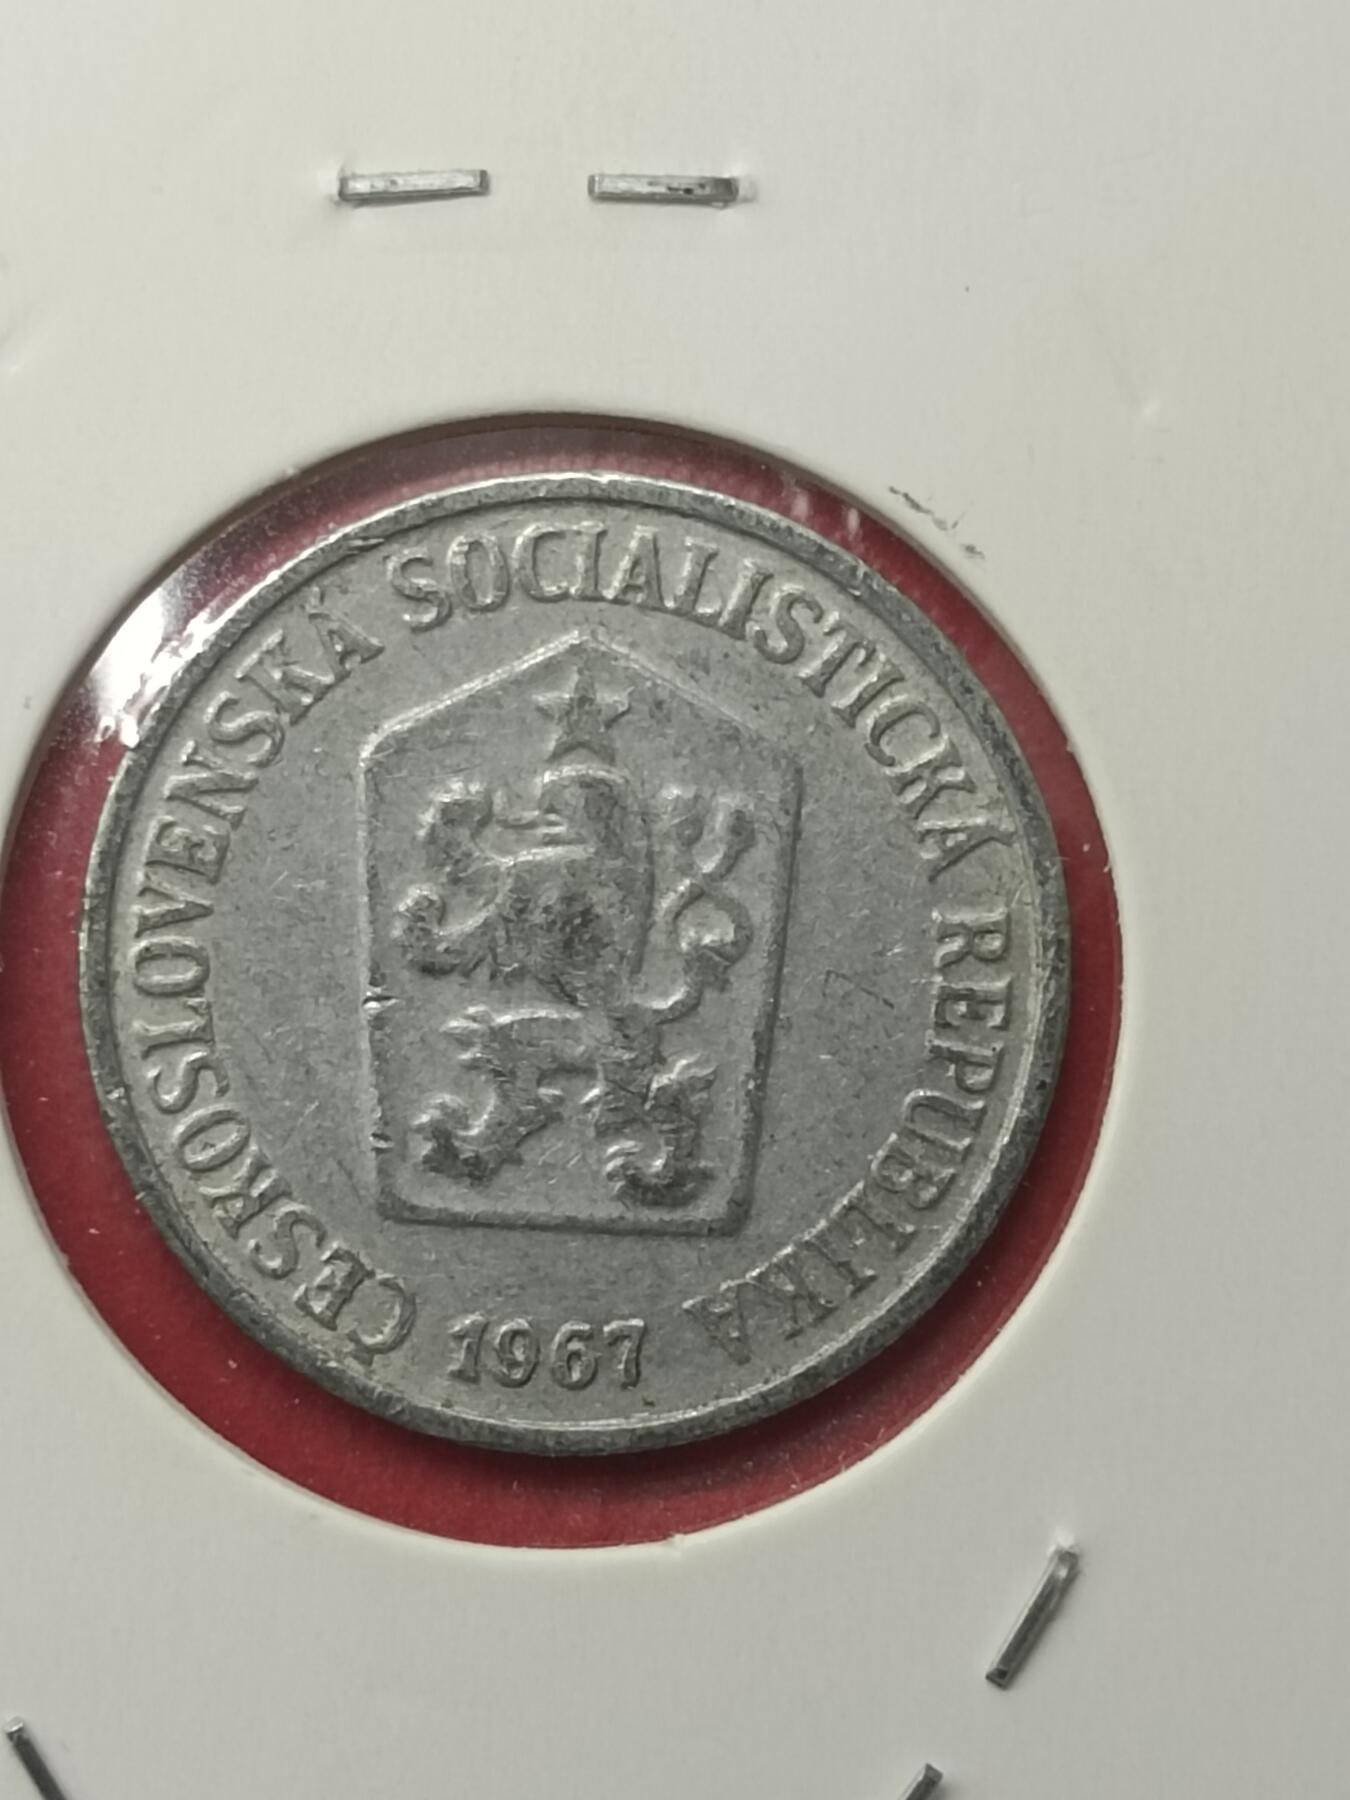 ČESKOSLOVENSKÁ SOCIALISTICKÁ REPUBLIKA
1967